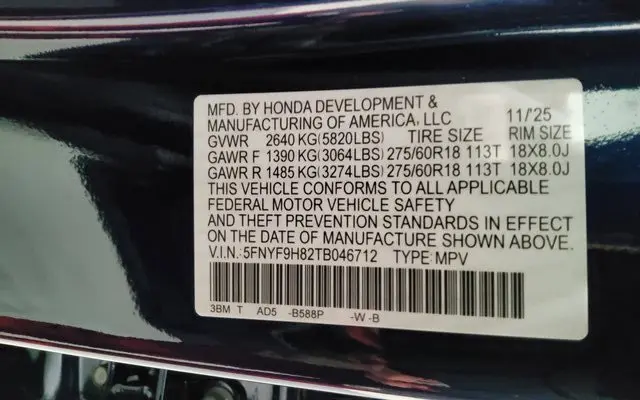 MFD. BY HONDA DEVELOPMENT &
MANUFACTURING OF AMERICA, LLC 11/'25
GVWR 2640 KG(5820LBS) TIRE SIZE RIM SIZE
GAWR F 1390 KG(3064LBS) 275/60R18 113T 18X8.0J
GAWR R 1485 KG(3274LBS) 275/60R18 113T 18X8.0J
THIS VEHICLE CONFORMS TO ALL APPLICABLE
FEDERAL MOTOR VEHICLE SAFETY
AND THEFT PREVENTION STANDARDS IN EFFECT
ON THE DATE OF MANUFACTURE SHOWN ABOVE.
V.I.N.:5FNYF9H82TB046712 TYPE:MPV
3BM T AD5 -B588P -W -B